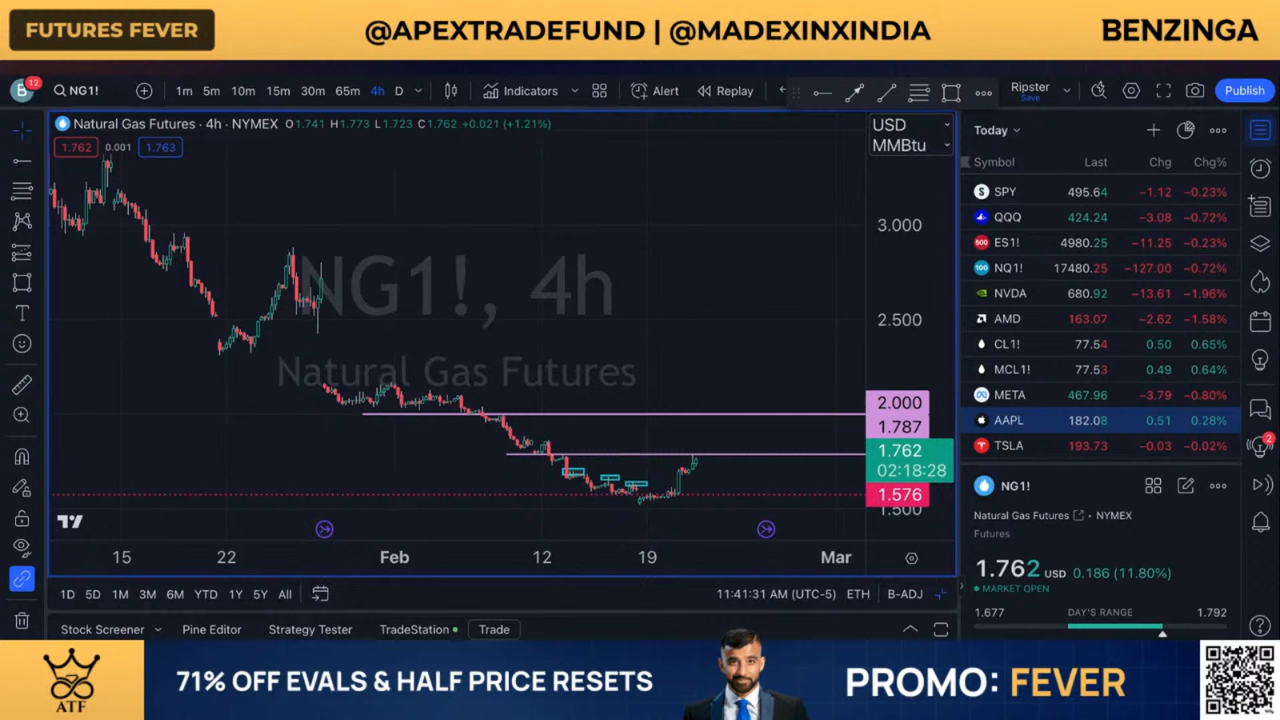 FUTURES FEVER
@APEXTRADEFUND | @MADEXINXINDIA
BENZINGA
B 12 NG1! 1m 5m 10m 15m 30m 65m 4h D Indicators Alert Replay Ripster Save Publish
Natural Gas Futures · 4h · NYMEX O1.741 H1.773 L1.723 C1.762 +0.021 (+1.21%)
1.762 0.001 1.763
USD
MMBtu
NG1!, 4h
Natural Gas Futures
3.000
2.500
2.000
1.787
1.762
02:18:28
1.576
1.500
15 22 Feb 12 19 Mar
1D 5D 1M 3M 6M YTD 1Y 5Y All 11:41:31 AM (UTC-5) ETH B-ADJ
Stock Screener Pine Editor Strategy Tester TradeStation Trade
Today
Symbol Last Chg Chg%
SPY 495.64 −1.12 −0.23%
QQQ 424.24 −3.08 −0.72%
500 ES1! 4980.25 −11.25 −0.23%
100 NQ1! 17480.25 −127.00 −0.72%
NVDA 680.92 −13.61 −1.96%
AMD 163.07 −2.62 −1.58%
CL1! 77.54 0.50 0.65%
MCL1! 77.53 0.49 0.64%
META 467.96 −3.79 −0.80%
AAPL 182.08 0.51 0.28%
TSLA 193.73 −0.03 −0.02%
2
NG1!
Natural Gas Futures · NYMEX
Futures
1.762 USD 0.186 (11.80%)
MARKET OPEN
1.677 DAY'S RANGE 1.792
ATF
71% OFF EVALS & HALF PRICE RESETS
PROMO: FEVER